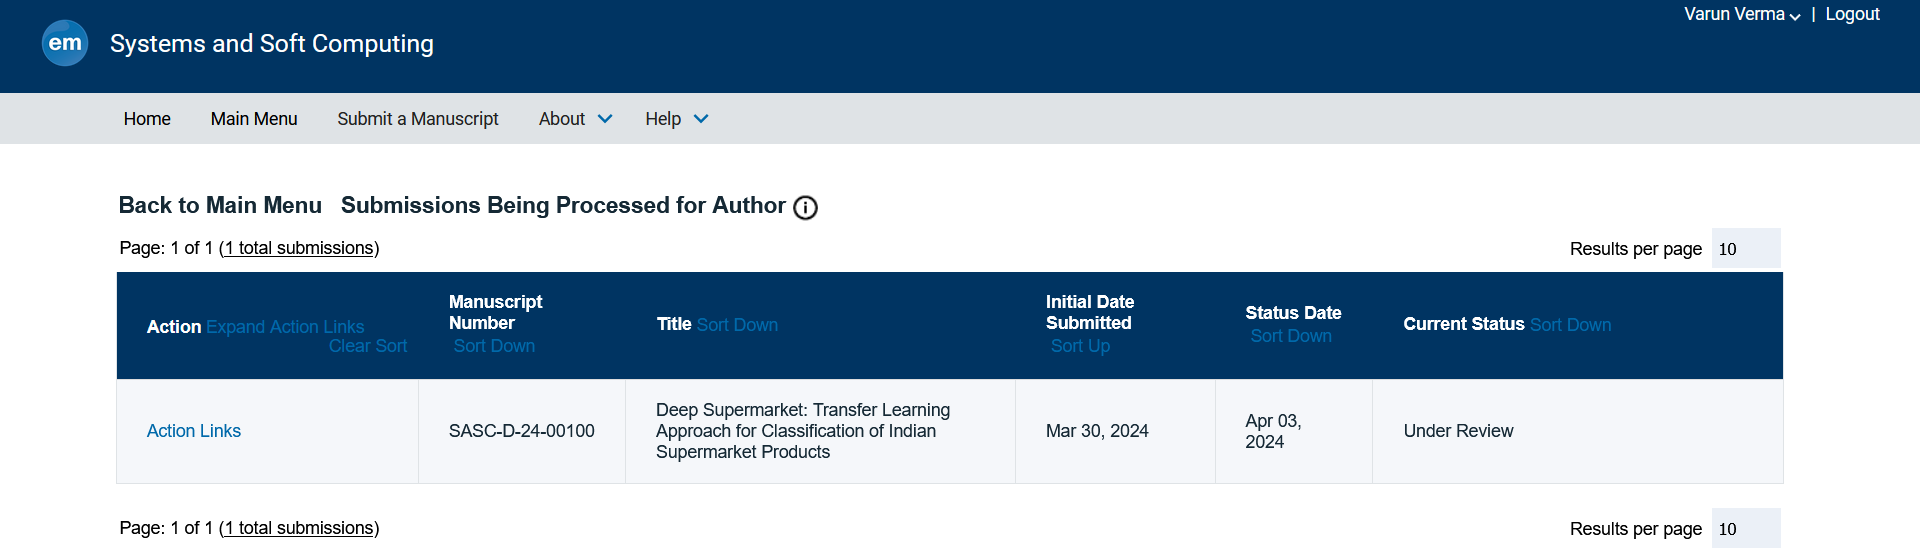 Varun Verma | Logout
em Systems and Soft Computing
Home Main Menu Submit a Manuscript About Help
Back to Main Menu Submissions Being Processed for Author
Page: 1 of 1 (1 total submissions) Results per page 10
Action Expand Action Links Clear Sort
Manuscript Number Sort Down
Title Sort Down
Initial Date Submitted Sort Up
Status Date Sort Down
Current Status Sort Down
Action Links
SASC-D-24-00100
Deep Supermarket: Transfer Learning
Approach for Classification of Indian
Supermarket Products
Mar 30, 2024
Apr 03,
2024
Under Review
Page: 1 of 1 (1 total submissions) Results per page 10